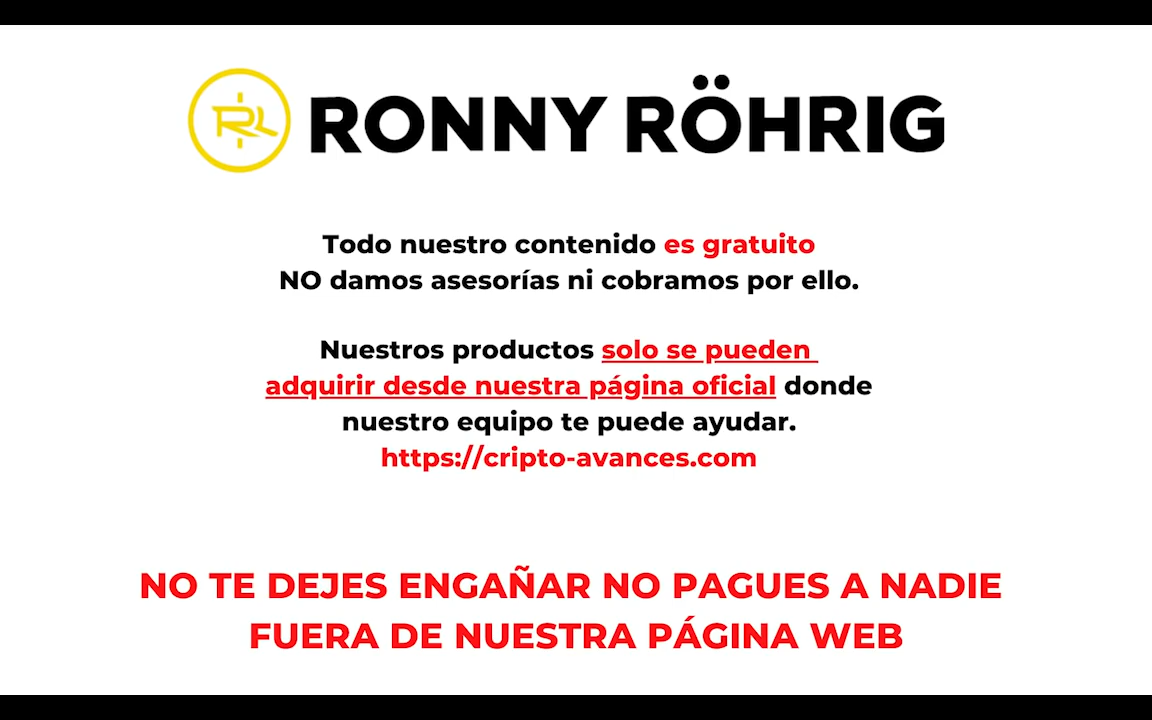 RONNY RÖHRIG
Todo nuestro contenido es gratuito
NO damos asesorías ni cobramos por ello.
Nuestros productos solo se pueden
adquirir desde nuestra página oficial donde
nuestro equipo te puede ayudar.
https://cripto-avances.com
NO TE DEJES ENGAÑAR NO PAGUES A NADIE
FUERA DE NUESTRA PÁGINA WEB